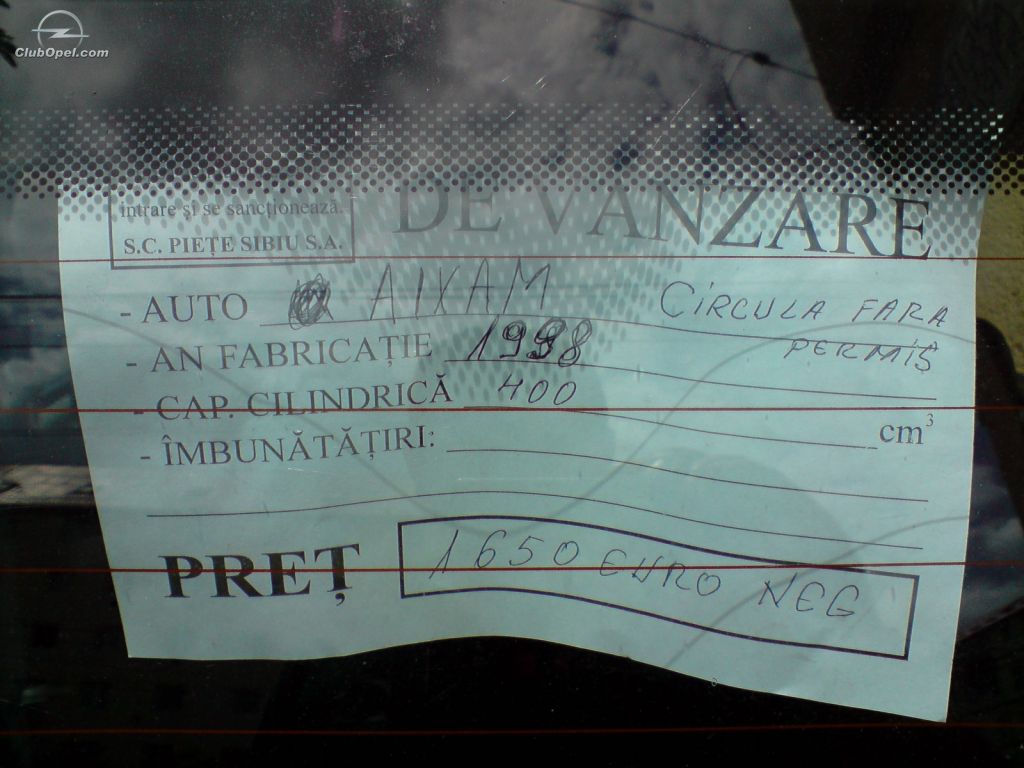 ClubOpel.com
intrare și se sancționează.
S.C. PIEȚE SIBIU S.A.
DE VÂNZARE
- AUTO AIXAM
CIRCULA FARA
PERMIS
- AN FABRICAȚIE 1998
- CAP. CILINDRICĂ 400 cm³
- ÎMBUNĂTĂȚIRI:
PREȚ 1650 EURO NEG